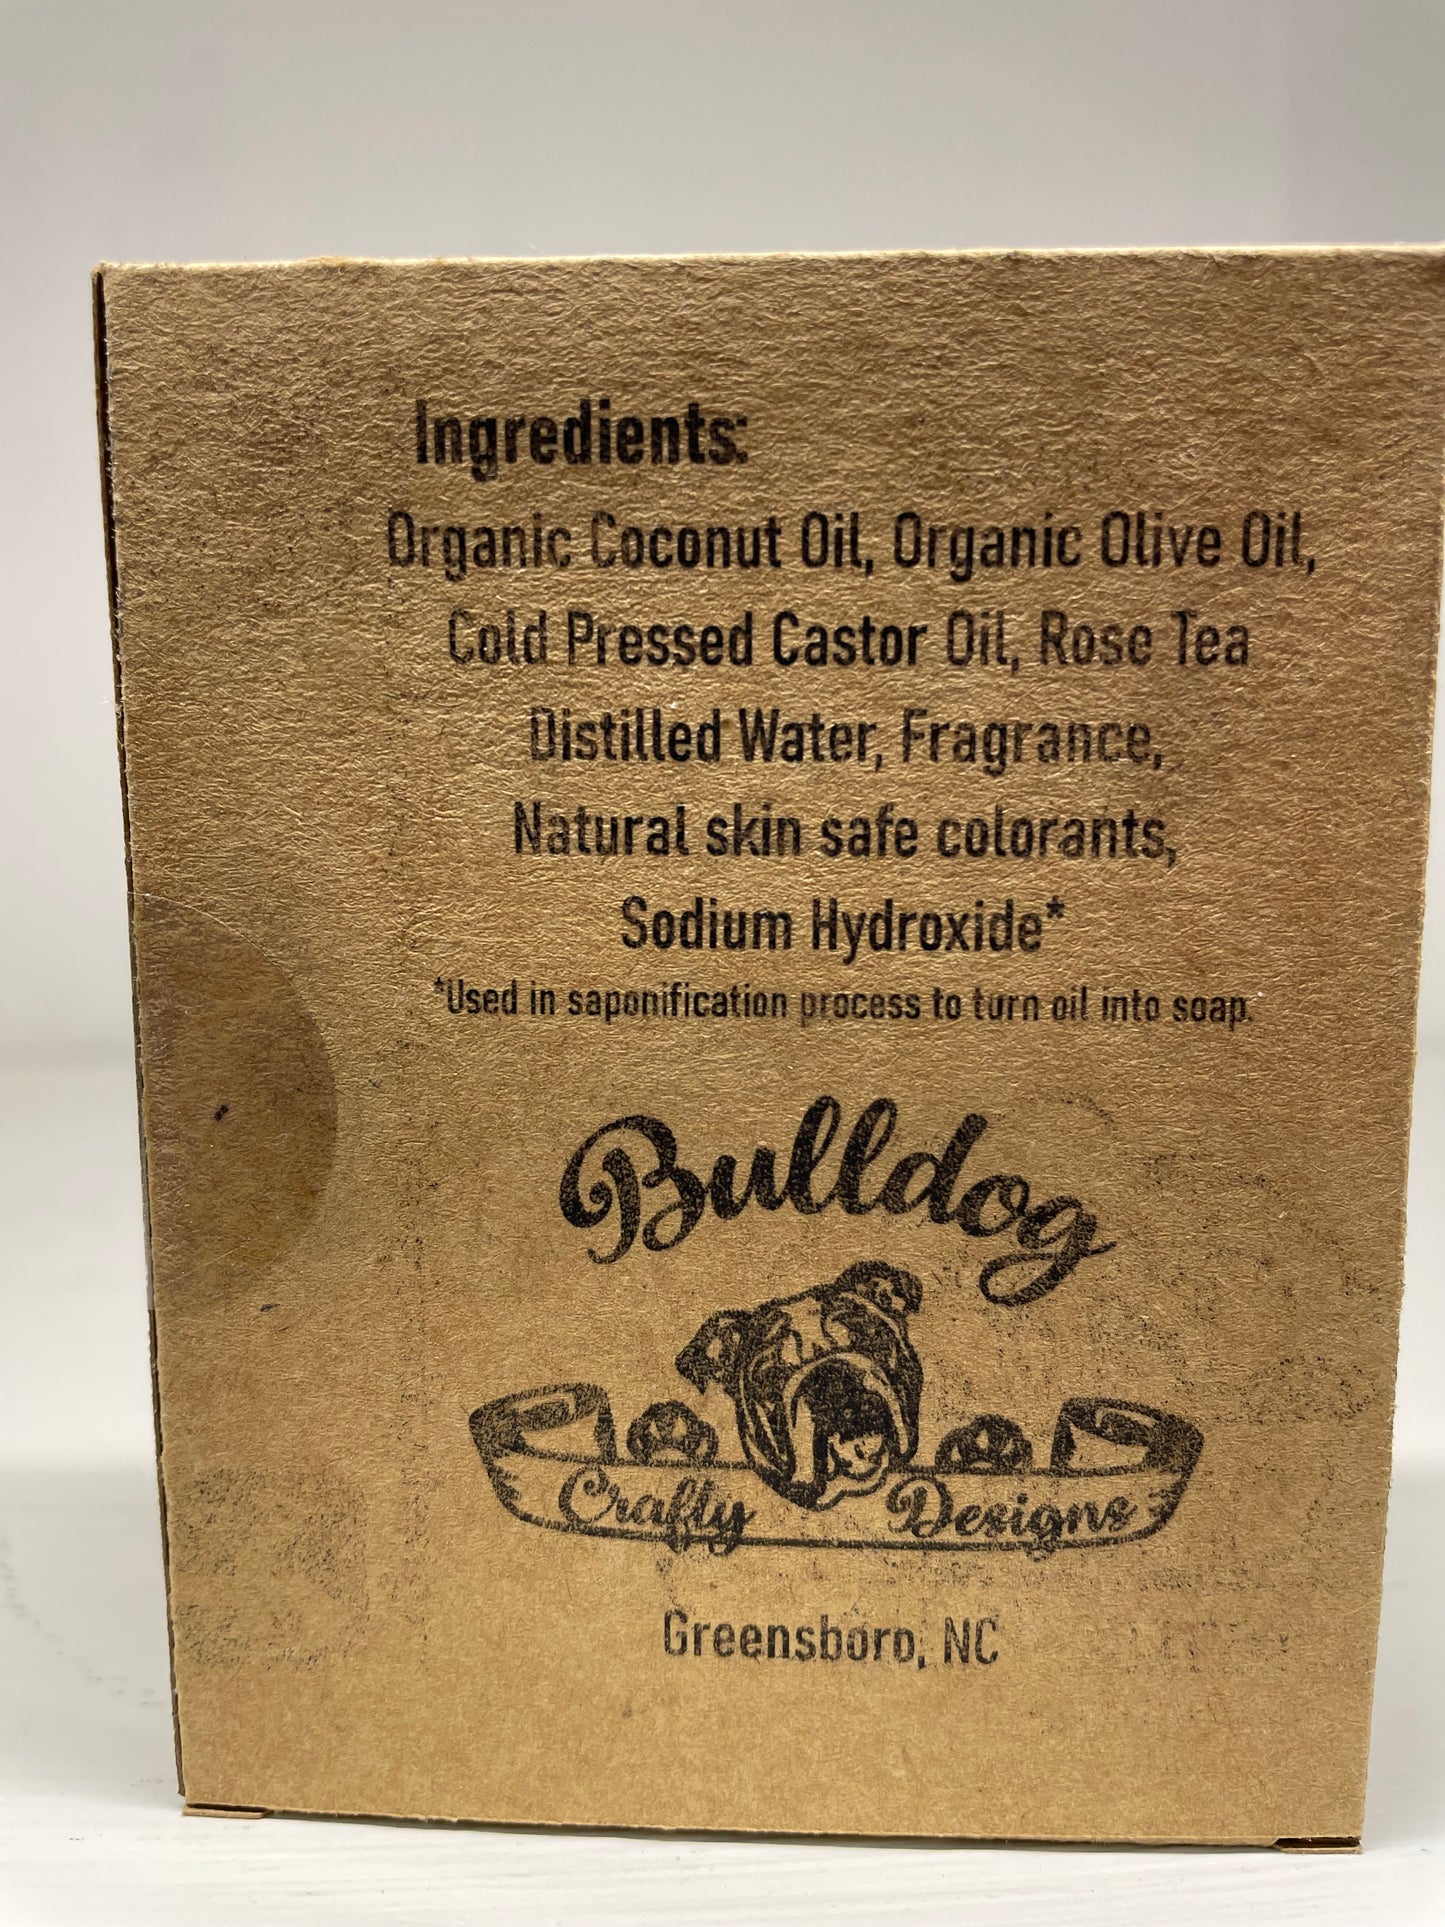 Ingredients:
Organic Coconut Oil, Organic Olive Oil,
Cold Pressed Castor Oil, Rose Tea
Distilled Water, Fragrance,
Natural skin safe colorants,
Sodium Hydroxide*
*Used in saponification process to turn oil into soap.
Bulldog
Crafty Designs
Greensboro, NC